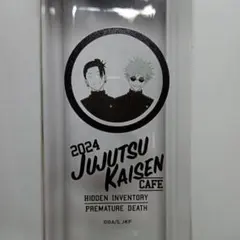 2024
JUJUTSU
KAISEN
CAFE
HIDDEN INVENTORY
PREMATURE DEATH